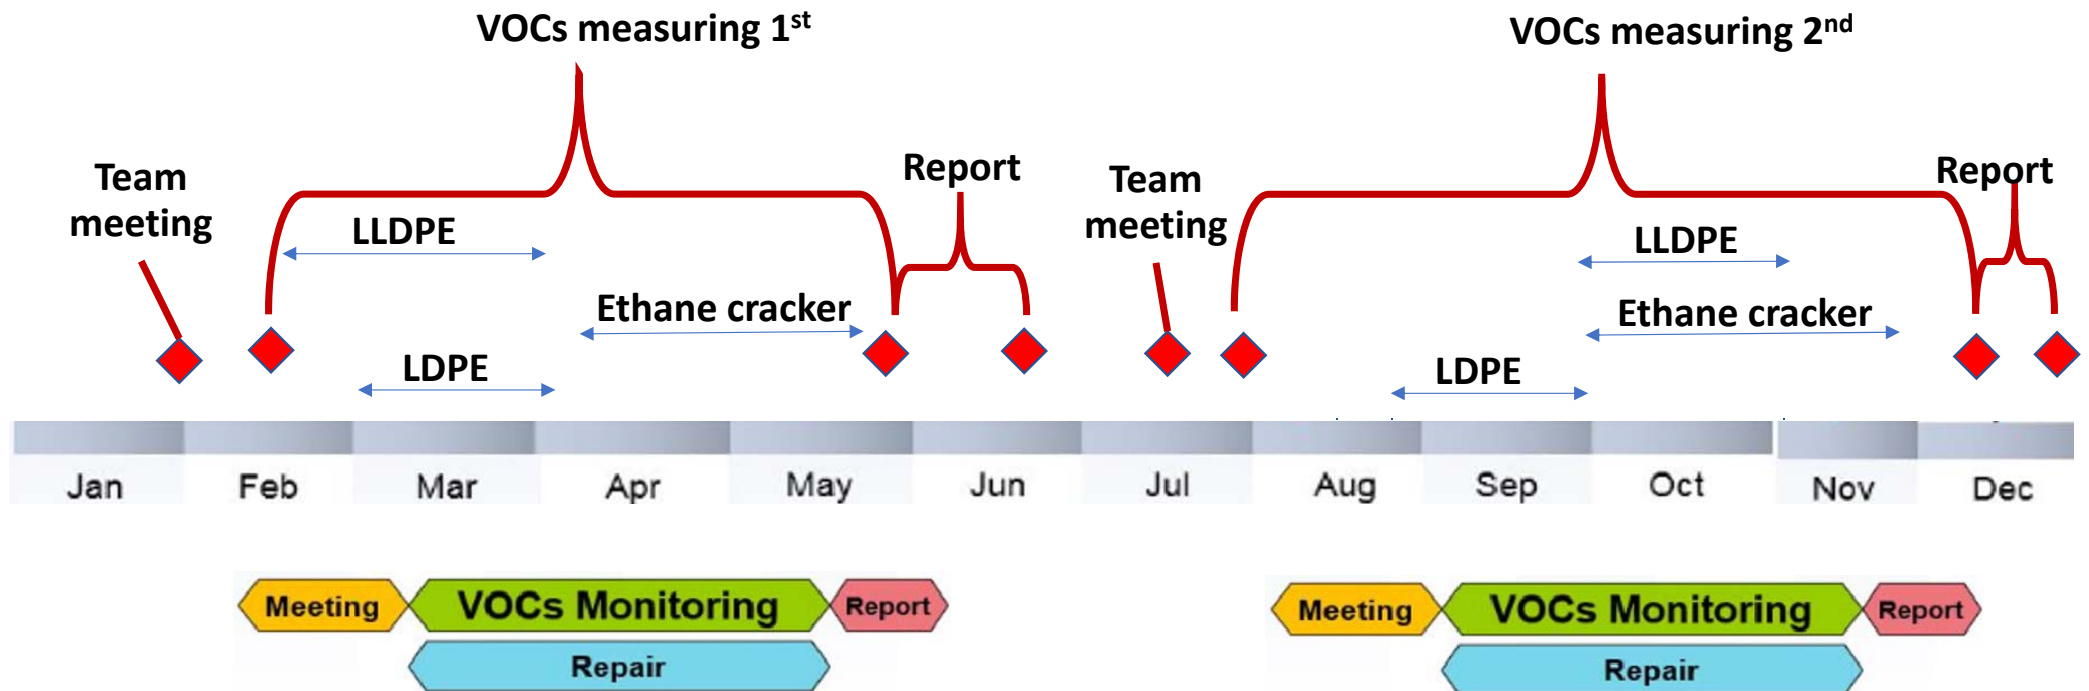 VOCs measuring 1st
VOCs measuring 2nd
Team
meeting
Report
Team
meeting
Report
LLDPE
LLDPE
Ethane cracker
Ethane cracker
LDPE
LDPE
Jan
Feb
Mar
Apr
May
Jun
Jul
Aug
Sep
Oct
Nov
Dec
Meeting
VOCs Monitoring
Report
Repair
Meeting
VOCs Monitoring
Report
Repair